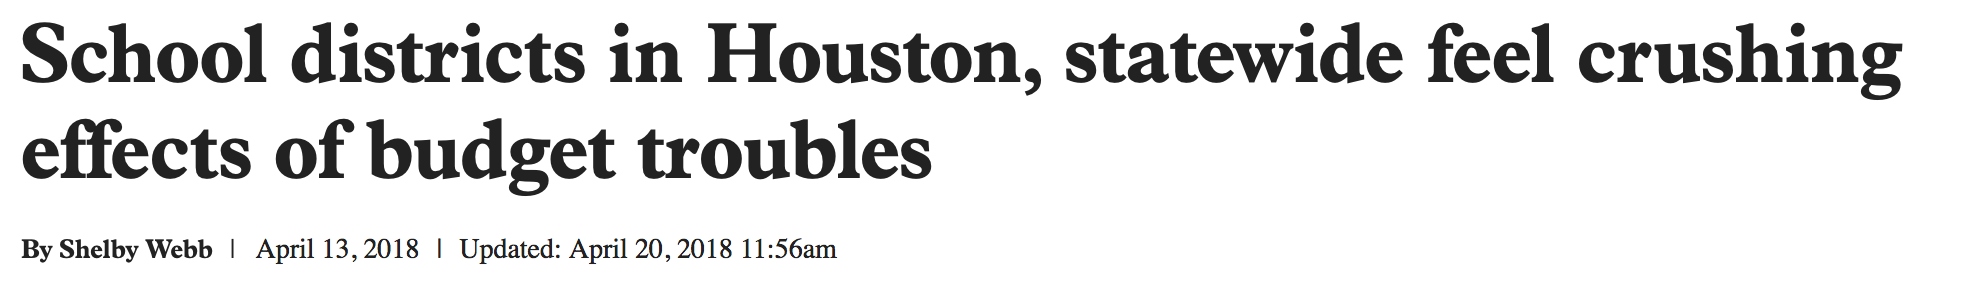 School districts in Houston, statewide feel crushing
effects of budget troubles
By Shelby Webb | April 13, 2018 | Updated: April 20, 2018 11:56am